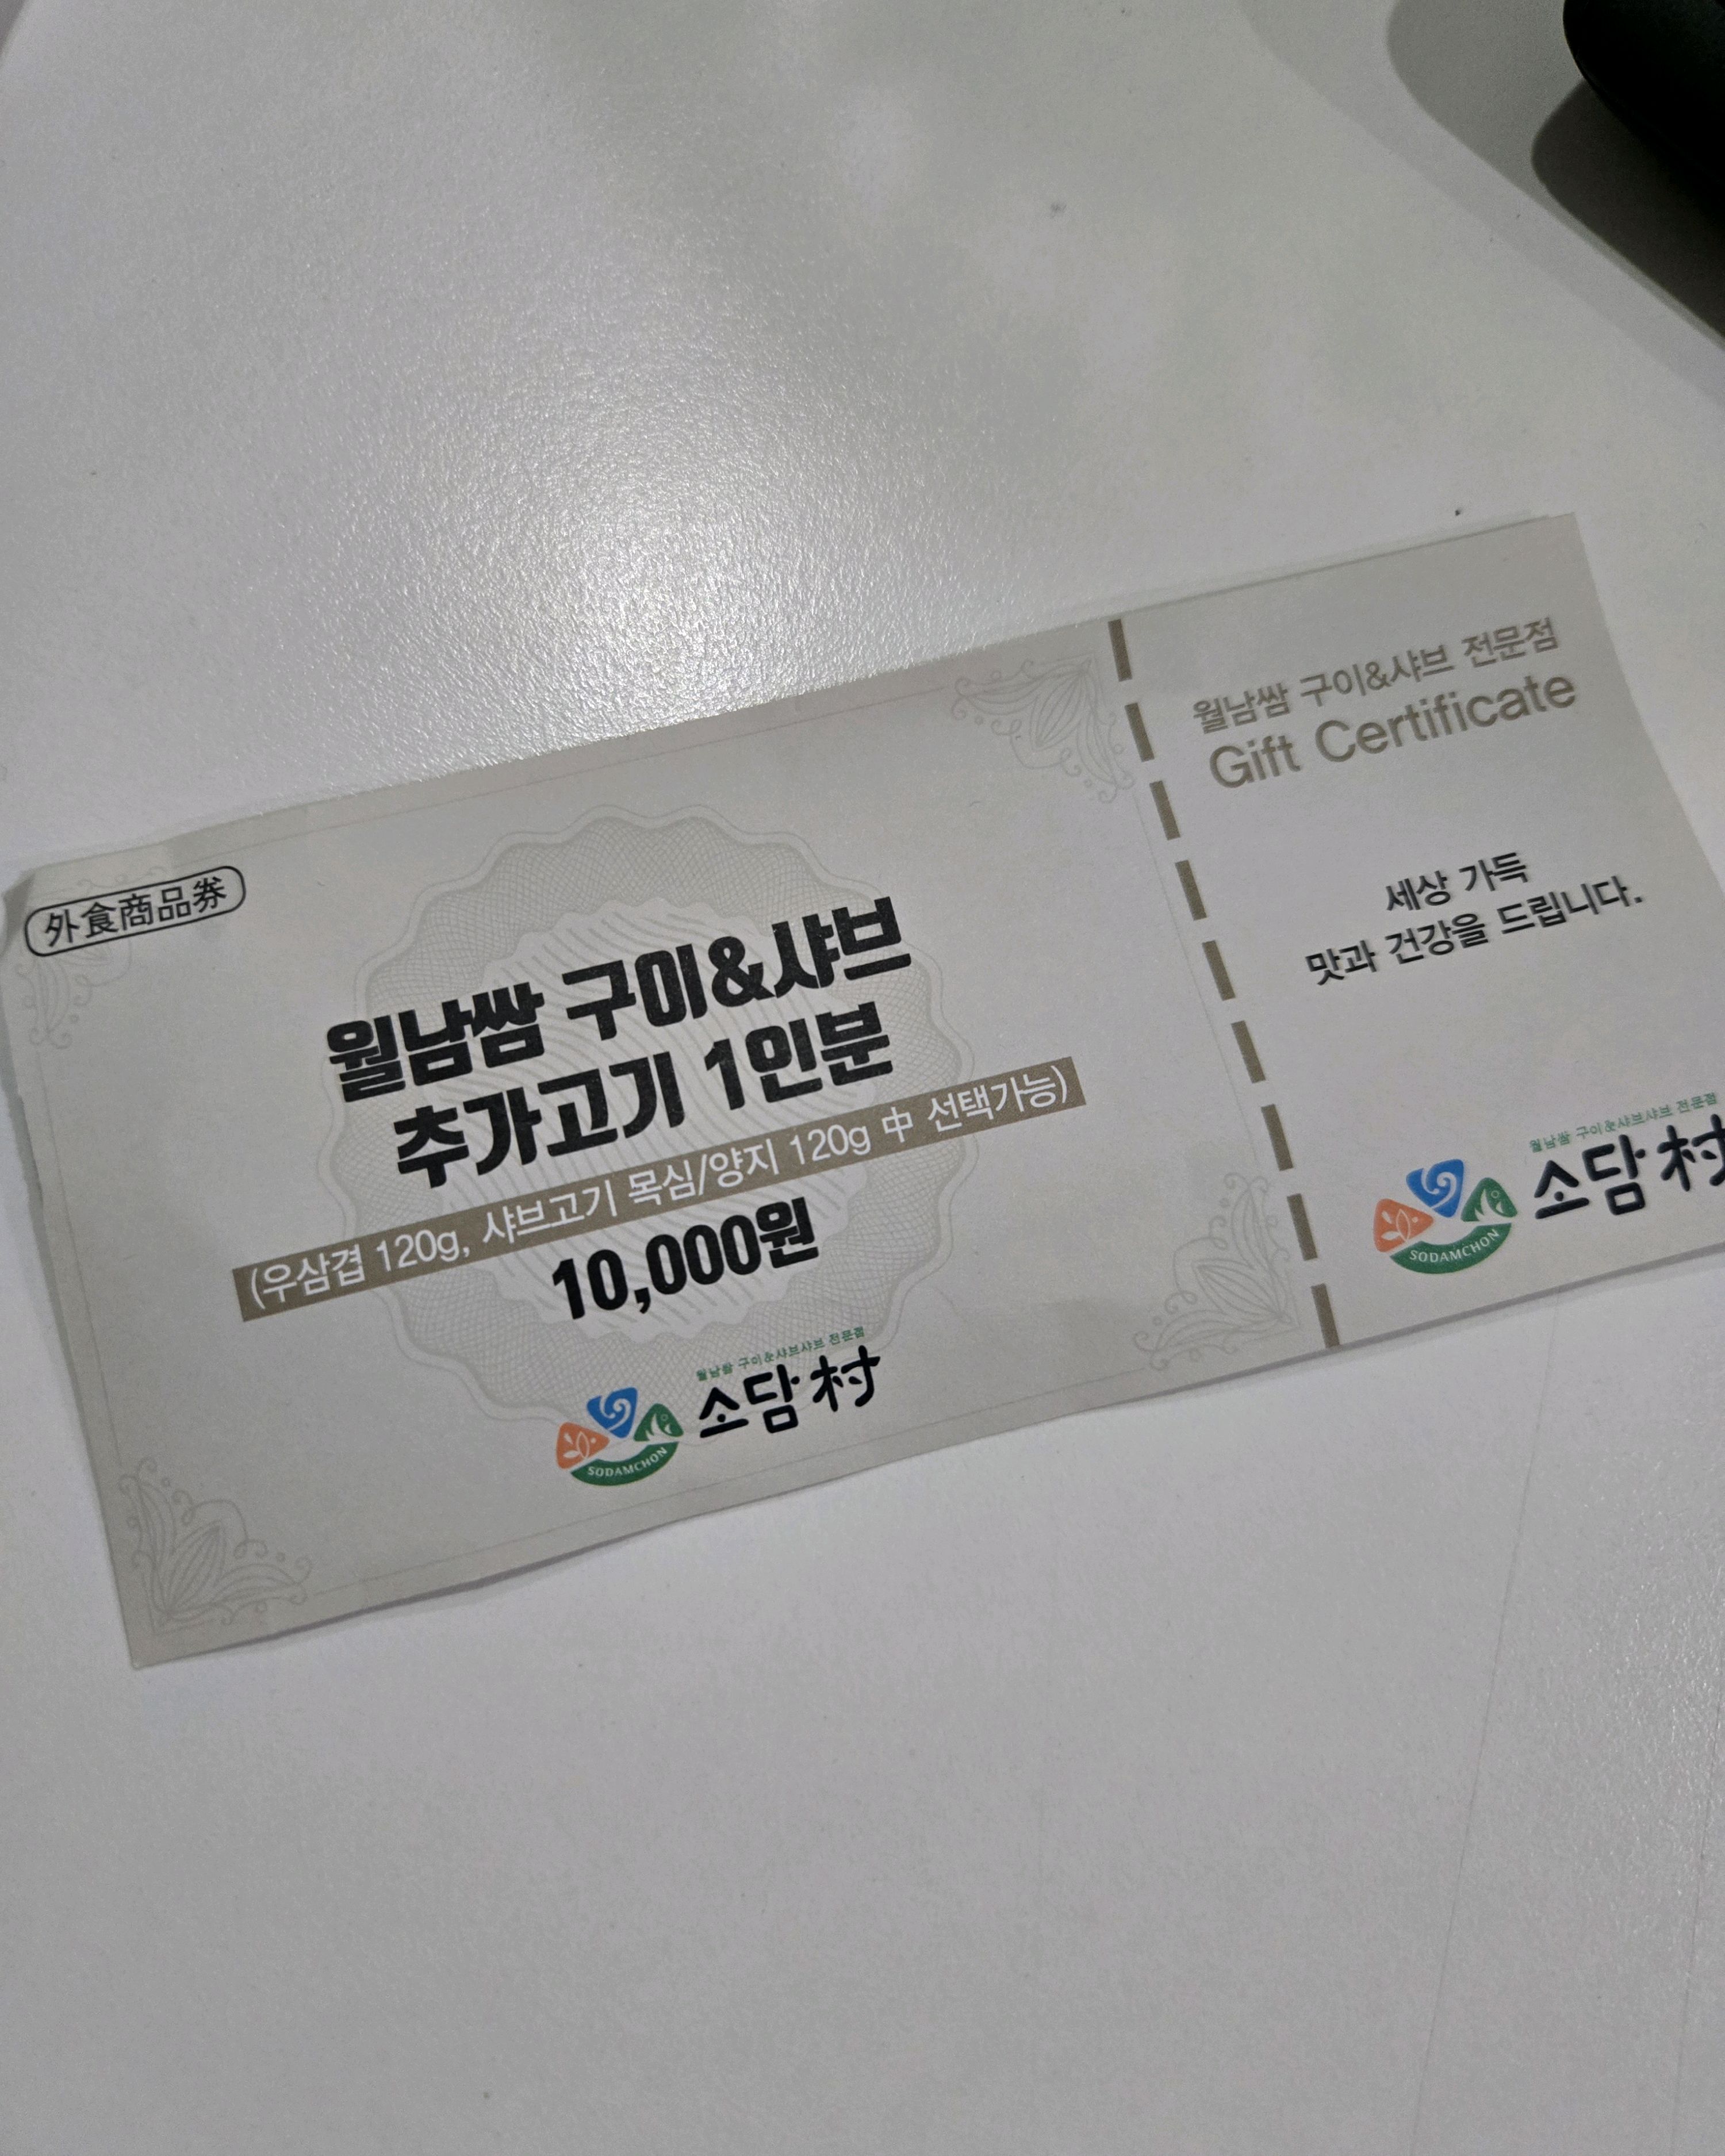 外食商品券
월남쌈 구이&샤브
추가고기 1인분
(우삼겹 120g, 샤브고기 목심/양지 120g 中 선택가능)
10,000원
월남쌈 구이&샤브샤브 전문점
소담村
SODAMCHON
월남쌈 구이&샤브 전문점
Gift Certificate
세상 가득
맛과 건강을 드립니다.
월남쌈 구이&샤브샤브 전문점
소담村
SODAMCHON